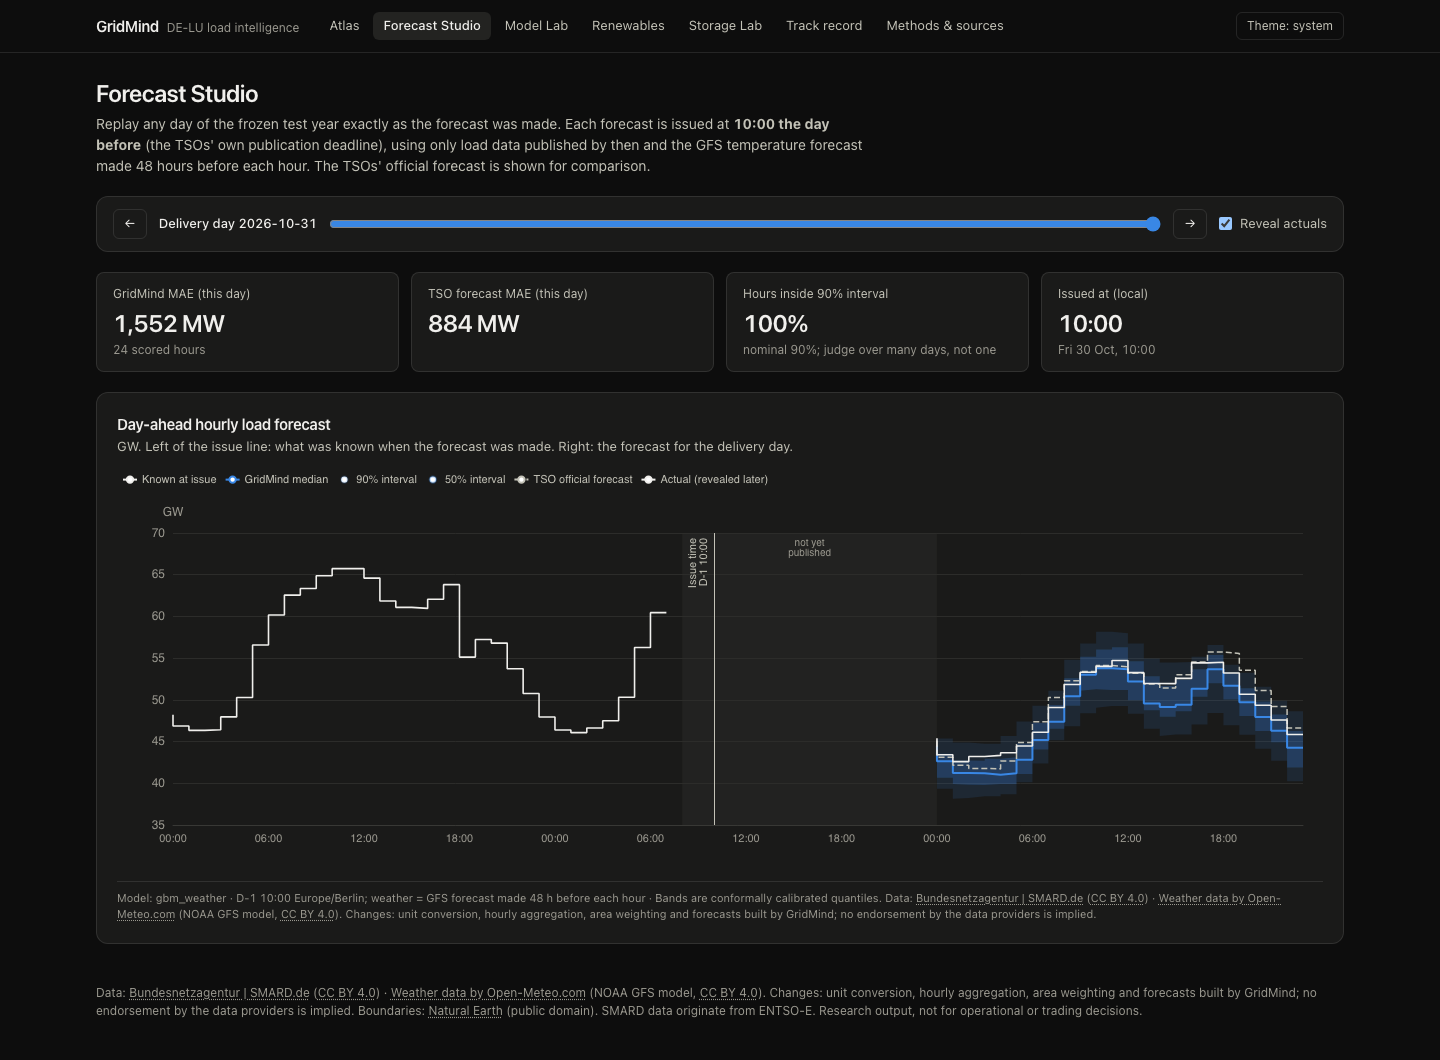 GridMind DE-LU load intelligence Atlas Forecast Studio Model Lab Renewables Storage Lab Track record Methods & sources Theme: system
Forecast Studio
Replay any day of the frozen test year exactly as the forecast was made. Each forecast is issued at 10:00 the day
before (the TSOs' own publication deadline), using only load data published by then and the GFS temperature forecast
made 48 hours before each hour. The TSOs' official forecast is shown for comparison.
← Delivery day 2026-10-31 → Reveal actuals
GridMind MAE (this day)
1,552 MW
24 scored hours
TSO forecast MAE (this day)
884 MW
Hours inside 90% interval
100%
nominal 90%; judge over many days, not one
Issued at (local)
10:00
Fri 30 Oct, 10:00
Day-ahead hourly load forecast
GW. Left of the issue line: what was known when the forecast was made. Right: the forecast for the delivery day.
Known at issue GridMind median 90% interval 50% interval TSO official forecast Actual (revealed later)
GW
70
65
60
55
50
45
40
35
Issue time
D-1 10:00
not yet
published
00:00 06:00 12:00 18:00 00:00 06:00 12:00 18:00 00:00 06:00 12:00 18:00
Model: gbm_weather · D-1 10:00 Europe/Berlin; weather = GFS forecast made 48 h before each hour · Bands are conformally calibrated quantiles. Data: Bundesnetzagentur | SMARD.de (CC BY 4.0) · Weather data by Open-
Meteo.com (NOAA GFS model, CC BY 4.0). Changes: unit conversion, hourly aggregation, area weighting and forecasts built by GridMind; no endorsement by the data providers is implied.
Data: Bundesnetzagentur | SMARD.de (CC BY 4.0) · Weather data by Open-Meteo.com (NOAA GFS model, CC BY 4.0). Changes: unit conversion, hourly aggregation, area weighting and forecasts built by GridMind; no
endorsement by the data providers is implied. Boundaries: Natural Earth (public domain). SMARD data originate from ENTSO-E. Research output, not for operational or trading decisions.